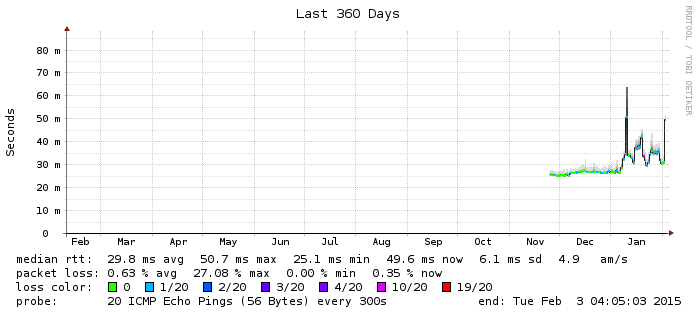 Last 360 Days
RRDTOOL / TOBI OETIKER
Seconds
80 m
70 m
60 m
50 m
40 m
30 m
20 m
10 m
0
Feb Mar Apr May Jun Jul Aug Sep Oct Nov Dec Jan
median rtt: 29.8 ms avg 50.7 ms max 25.1 ms min 49.6 ms now 6.1 ms sd 4.9 am/s
packet loss: 0.63 % avg 27.08 % max 0.00 % min 0.35 % now
loss color: 0 1/20 2/20 3/20 4/20 10/20 19/20
probe: 20 ICMP Echo Pings (56 Bytes) every 300s end: Tue Feb 3 04:05:03 2015